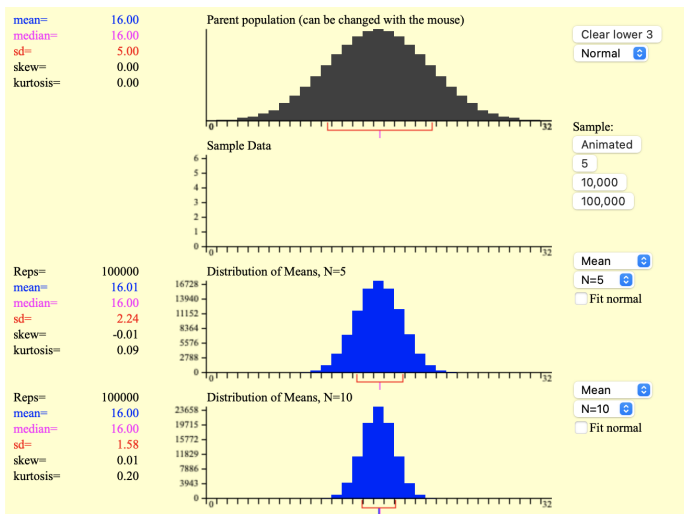 mean= 16.00
median= 16.00
sd= 5.00
skew= 0.00
kurtosis= 0.00
Parent population (can be changed with the mouse)
0 32
Clear lower 3
Normal
Sample:
Animated
5
10,000
100,000
Sample Data
6
5
4
3
2
1
0
0 32
Reps= 100000
mean= 16.01
median= 16.00
sd= 2.24
skew= -0.01
kurtosis= 0.09
Distribution of Means, N=5
16728
13940
11152
8364
5576
2788
0
0 32
Mean
N=5
Fit normal
Reps= 100000
mean= 16.00
median= 16.00
sd= 1.58
skew= 0.01
kurtosis= 0.20
Distribution of Means, N=10
23658
19715
15772
11829
7886
3943
0
0 32
Mean
N=10
Fit normal